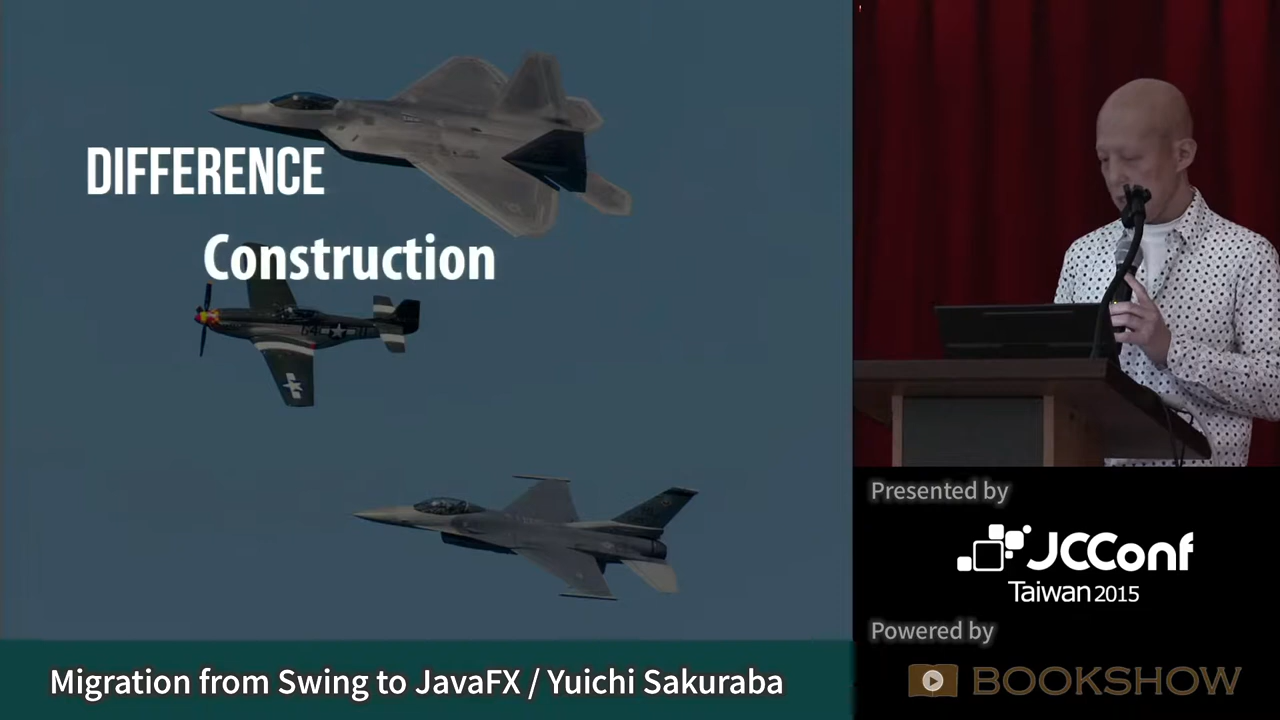 DIFFERENCE
Construction
Migration from Swing to JavaFX / Yuichi Sakuraba
Presented by
JCConf
Taiwan 2015
Powered by
BOOKSHOW